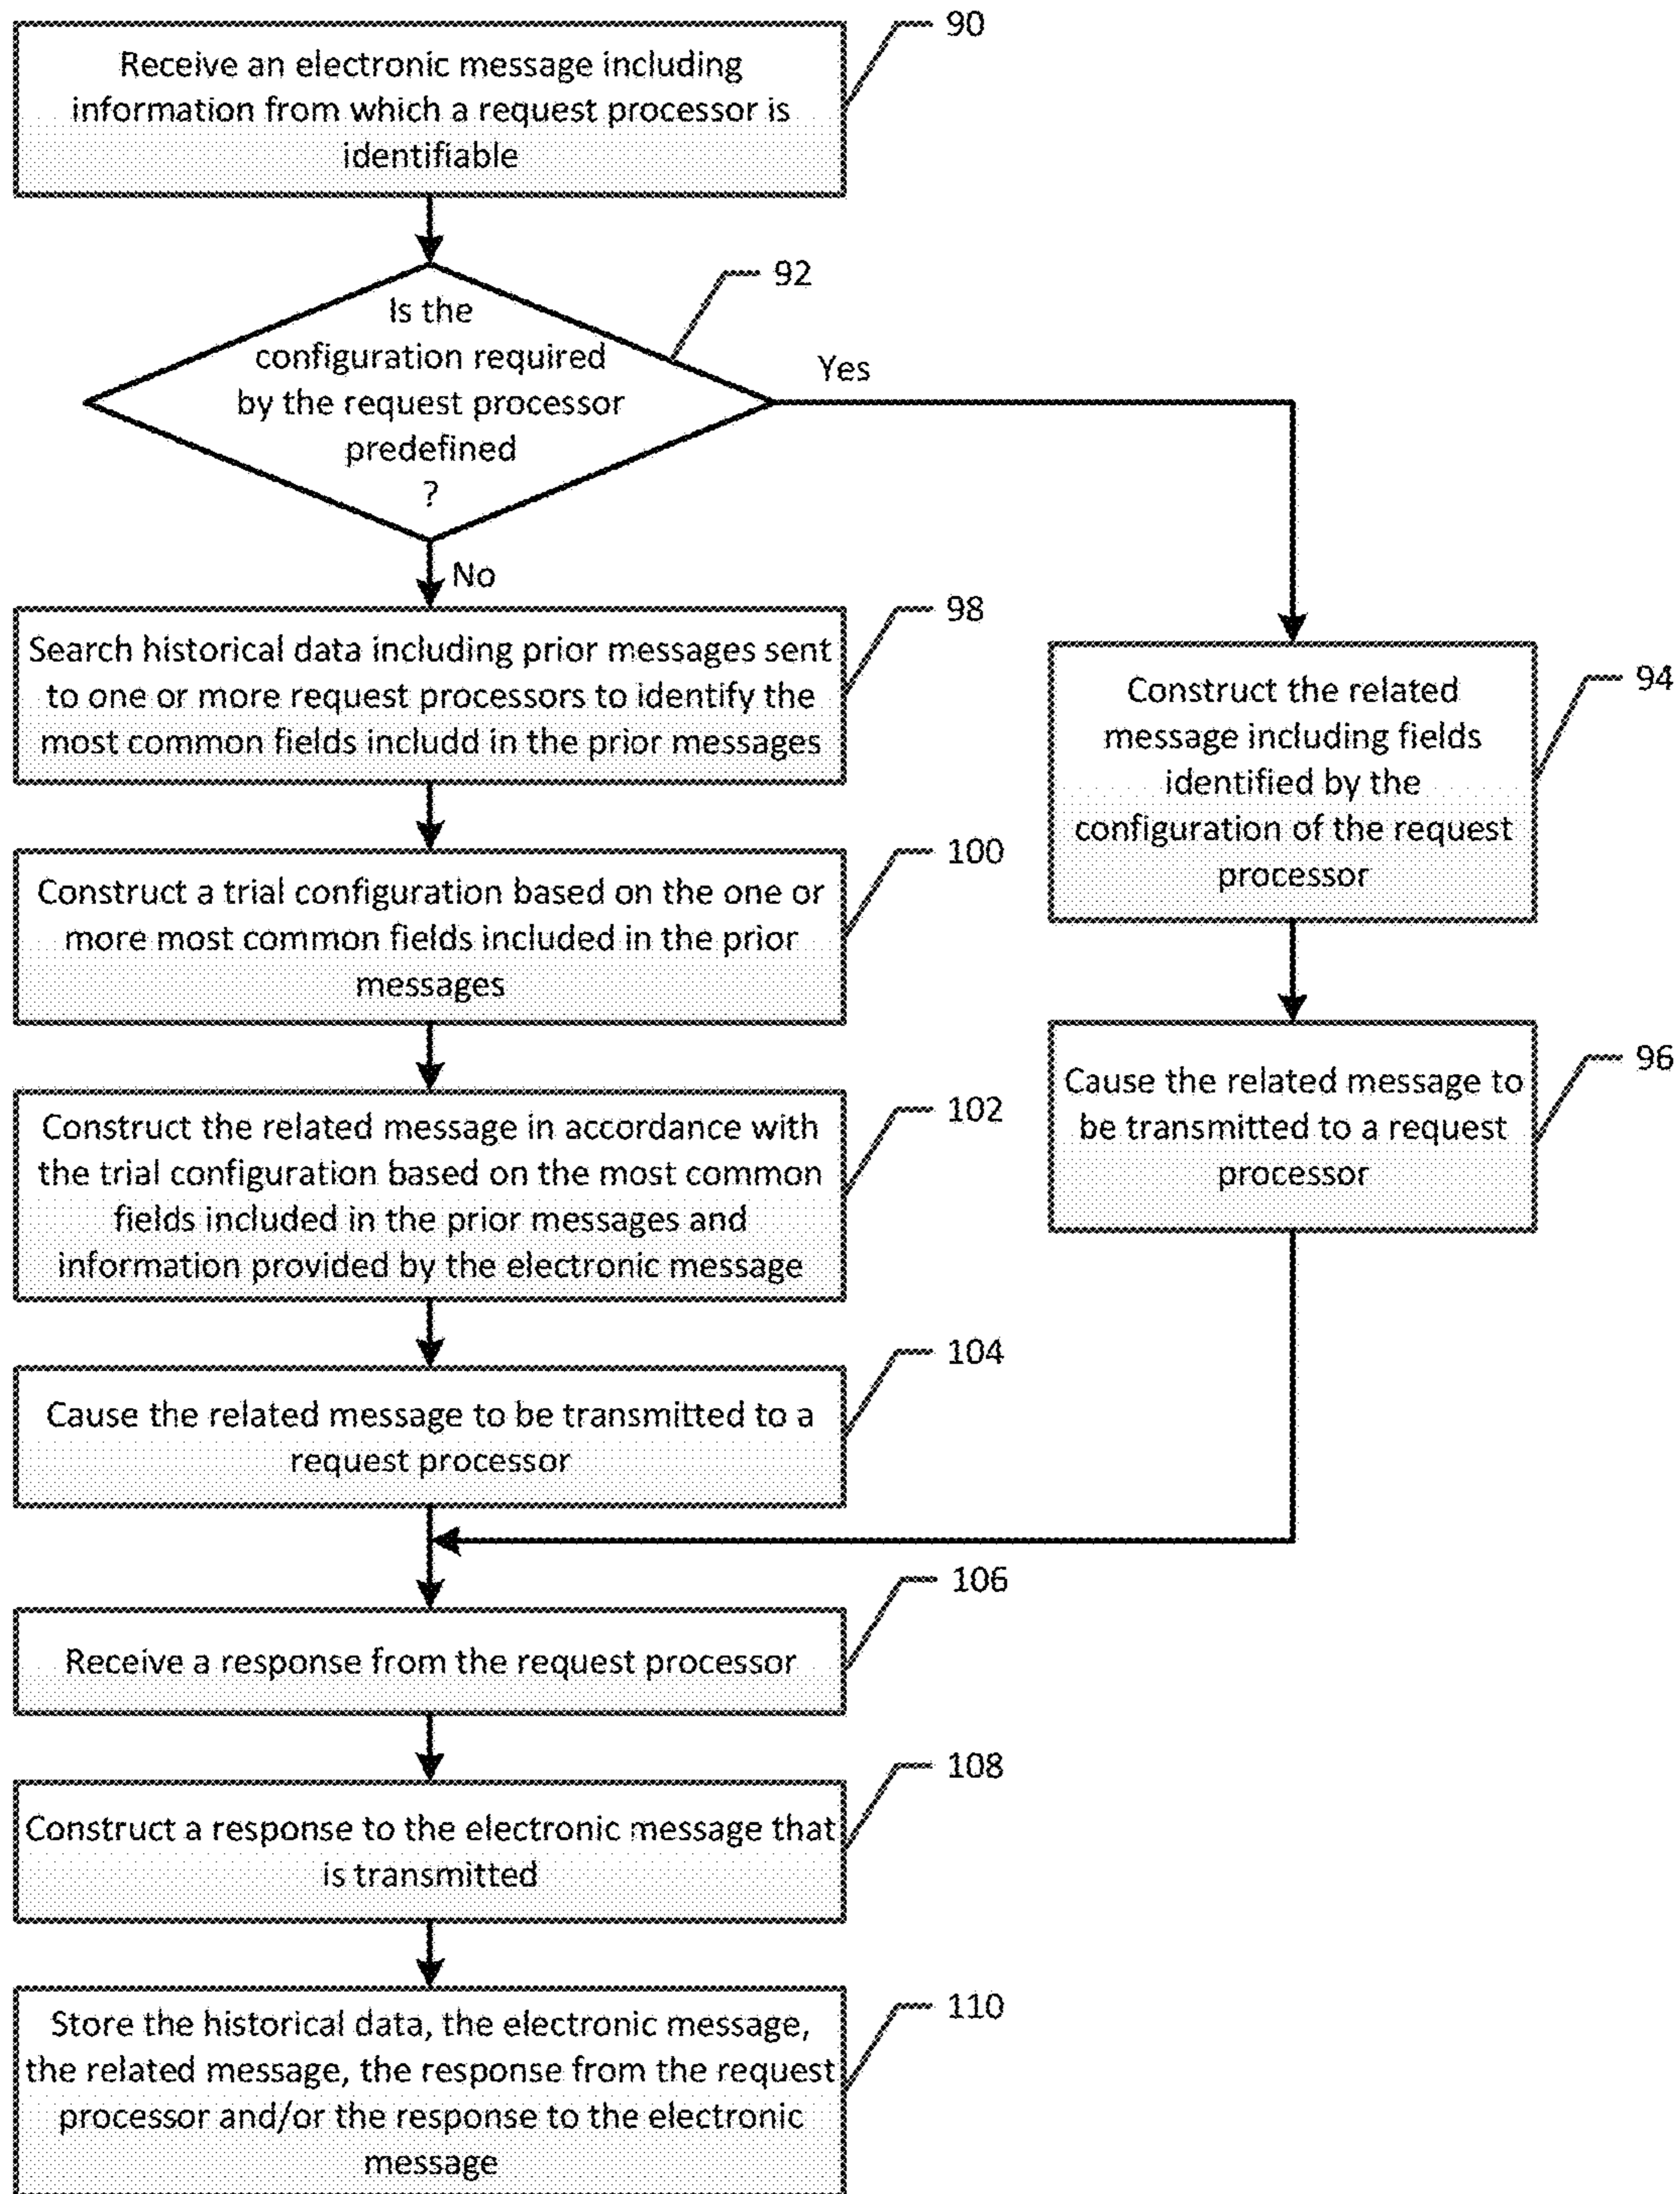 90
Receive an electronic message including
information from which a request processor is
identifiable
92
Is the
configuration required
by the request processor
predefined
?
Yes
No
98
Search historical data including prior messages sent
to one or more request processors to identify the
most common fields includd in the prior messages
94
Construct the related
message including fields
identified by the
configuration of the request
processor
100
Construct a trial configuration based on the one or
more most common fields included in the prior
messages
96
Cause the related message to
be transmitted to a request
processor
102
Construct the related message in accordance with
the trial configuration based on the most common
fields included in the prior messages and
information provided by the electronic message
104
Cause the related message to be transmitted to a
request processor
106
Receive a response from the request processor
108
Construct a response to the electronic message that
is transmitted
110
Store the historical data, the electronic message,
the related message, the response from the request
processor and/or the response to the electronic
message